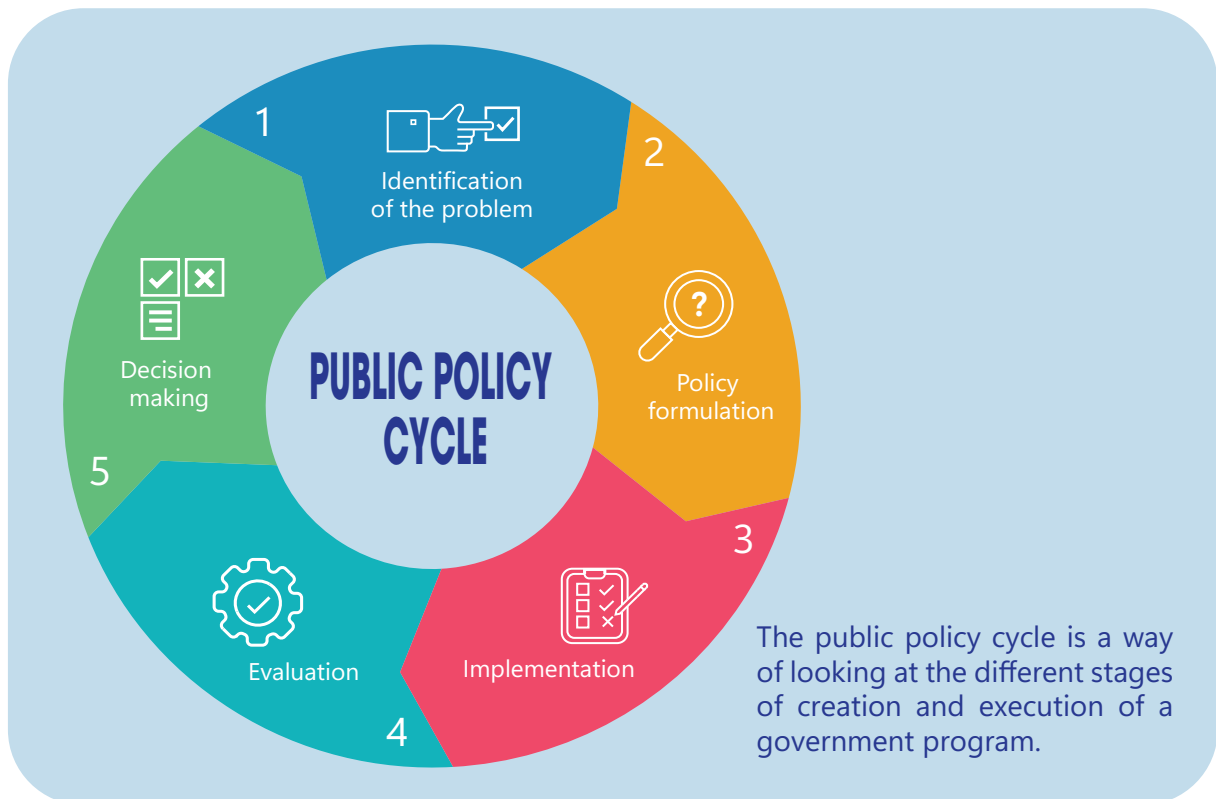 1
Identification
of the problem
2
?
Policy
formulation
3
Implementation
4
Evaluation
5
Decision
making
PUBLIC POLICY
CYCLE
The public policy cycle is a way
of looking at the different stages
of creation and execution of a
government program.